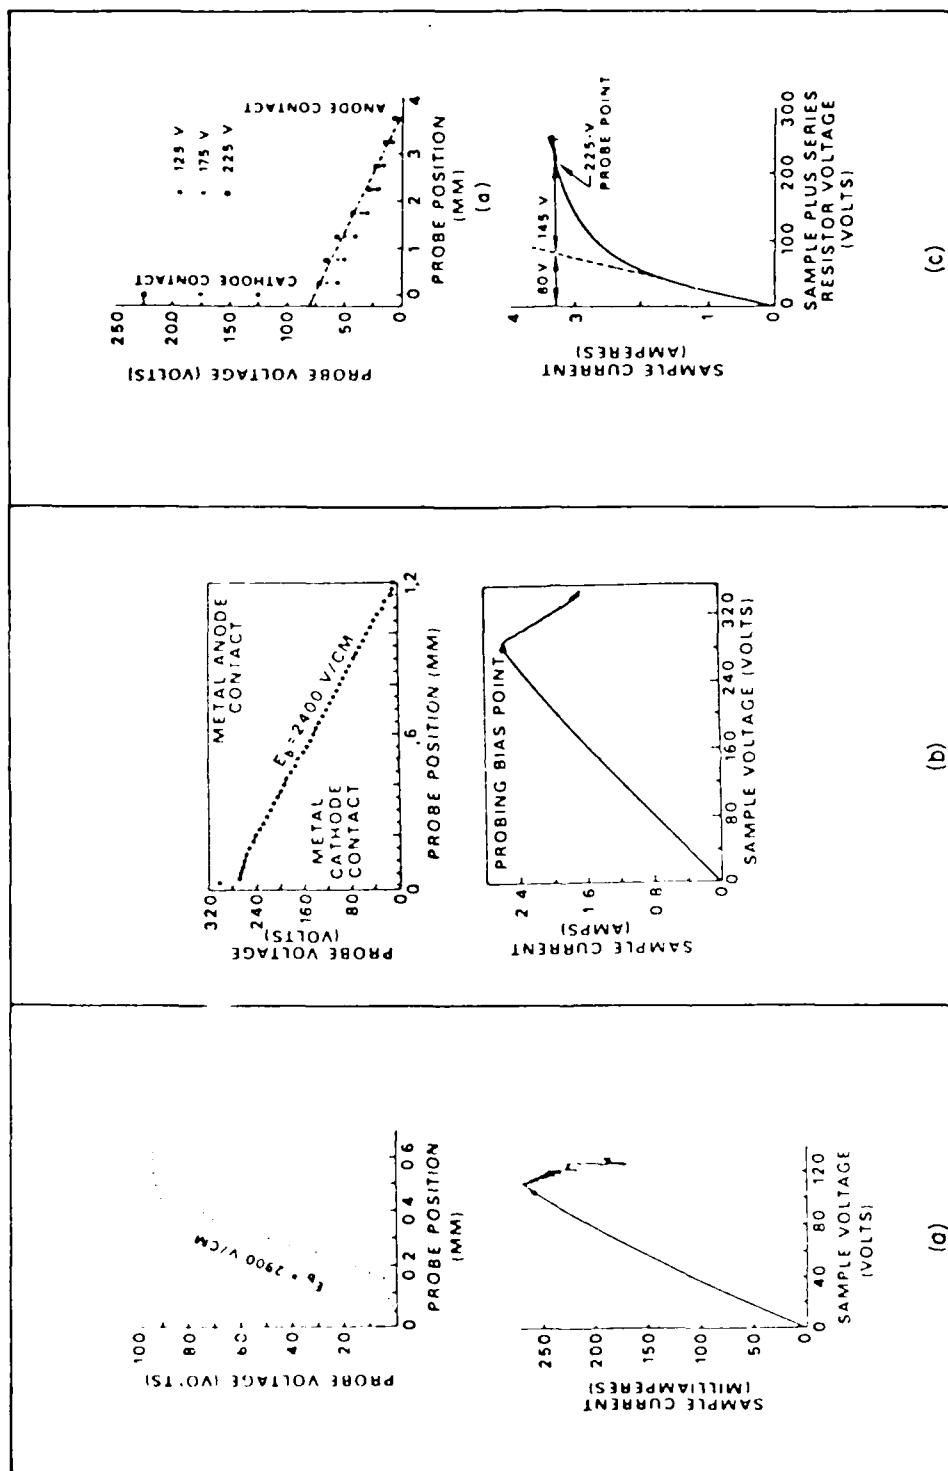 100
80
60
40
20
0
PROBE VOLTAGE (VO'TS)
E_b = 2900 V/CM
0 0.2 0.4 0.6
PROBE POSITION
(MM)
250
200
150
100
50
0
SAMPLE CURRENT
(MILLIAMPERES)
0 40 80 120
SAMPLE VOLTAGE
(VOLTS)
(a)
320
240
160
80
0
PROBE VOLTAGE
(VOLTS)
METAL ANODE
CONTACT
E_b = 2400 V/CM
METAL
CATHODE
CONTACT
0 .6 1.2
PROBE POSITION (MM)
PROBING BIAS POINT
2.4
1.6
0.8
0
SAMPLE CURRENT
(AMPS)
0 80 160 240 320
SAMPLE VOLTAGE (VOLTS)
(b)
250
200
150
100
50
0
PROBE VOLTAGE (VOLTS)
CATHODE CONTACT
• 125 V
• 175 V
• 225 V
ANODE CONTACT
0 1 2 3 4
PROBE POSITION
(MM)
(a)
4
3
1
0
SAMPLE CURRENT
(AMPERES)
80V 145 V
225-V
PROBE POINT
0 100 200 300
SAMPLE PLUS SERIES
RESISTOR VOLTAGE
(VOLTS)
(c)